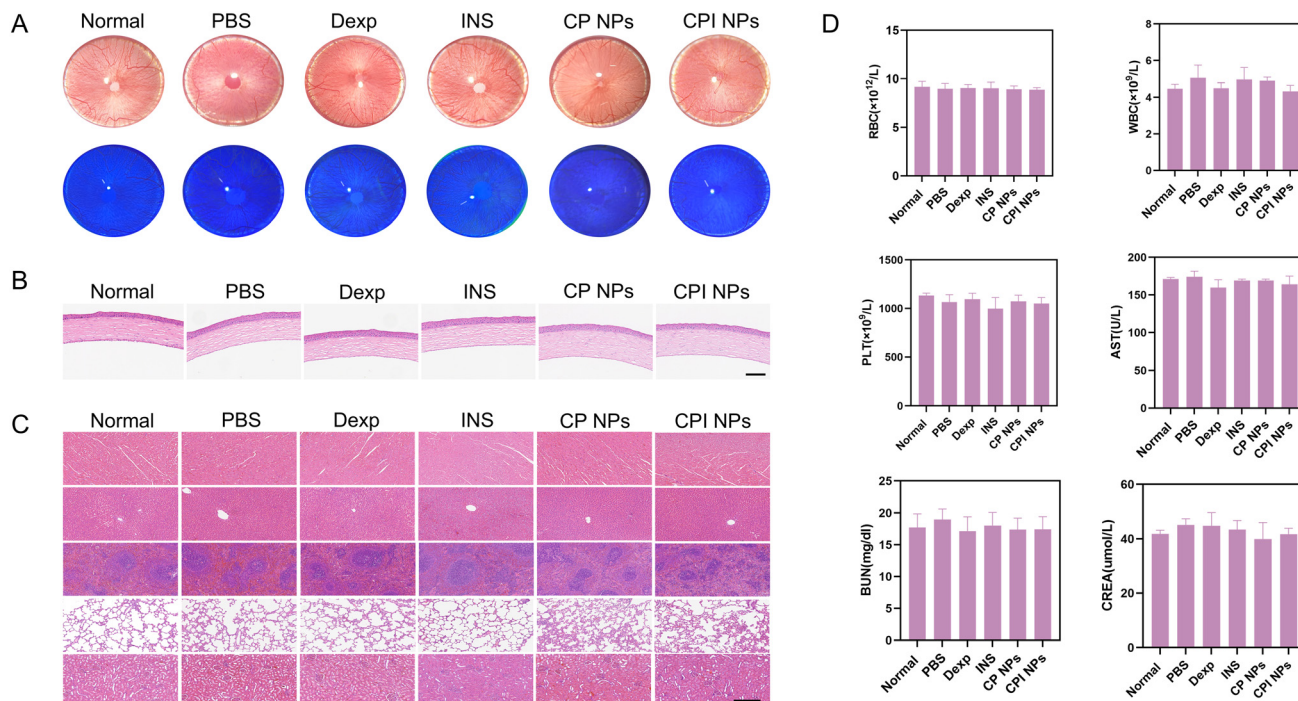 A
Normal PBS Dexp INS CP NPs CPI NPs
B
Normal PBS Dexp INS CP NPs CPI NPs
C
Normal PBS Dexp INS CP NPs CPI NPs
D
RBC(×10¹²/L)
15
10
5
0
Normal PBS Dexp INS CP NPs CPI NPs
WBC(×10⁹/L)
8
6
4
2
0
Normal PBS Dexp INS CP NPs CPI NPs
PLT(×10⁹/L)
1500
1000
500
0
Normal PBS Dexp INS CP NPs CPI NPs
AST(U/L)
200
150
100
50
0
Normal PBS Dexp INS CP NPs CPI NPs
BUN(mg/dl)
25
20
15
10
5
0
Normal PBS Dexp INS CP NPs CPI NPs
CREA(umol/L)
60
40
20
0
Normal PBS Dexp INS CP NPs CPI NPs